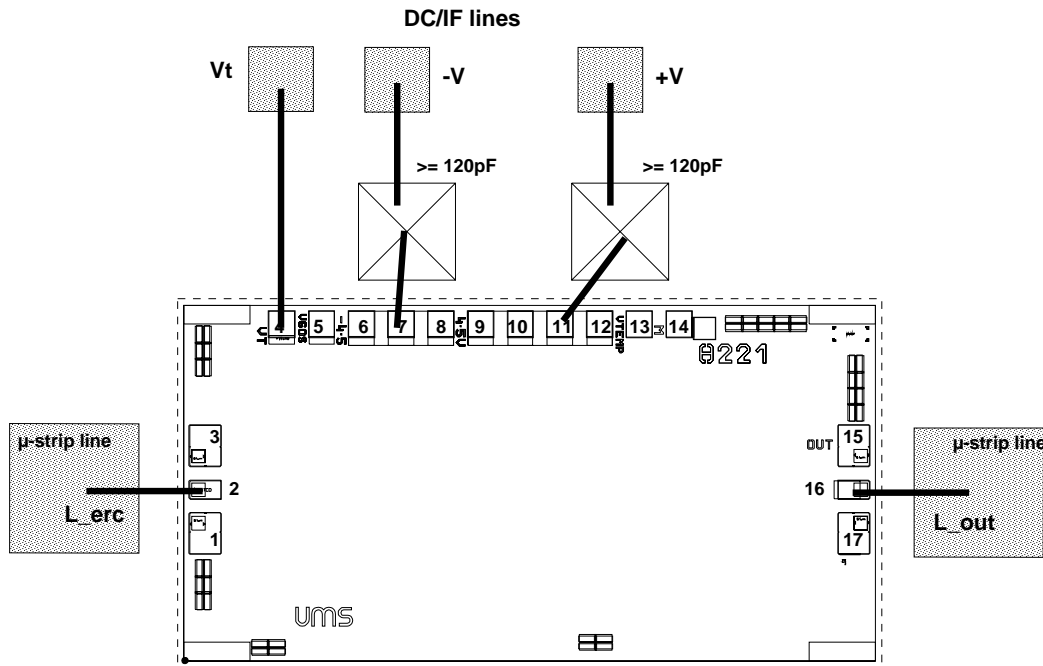 DC/IF lines
Vt
-V
+V
>= 120pF
>= 120pF
4
5
6
7
8
9
10
11
12
13
14
VT
VGDS
-4.5
4.5V
VTEMP
M
8221
µ-strip line
3
2
L_erc
1
OUT
15
µ-strip line
16
L_out
17
UMS